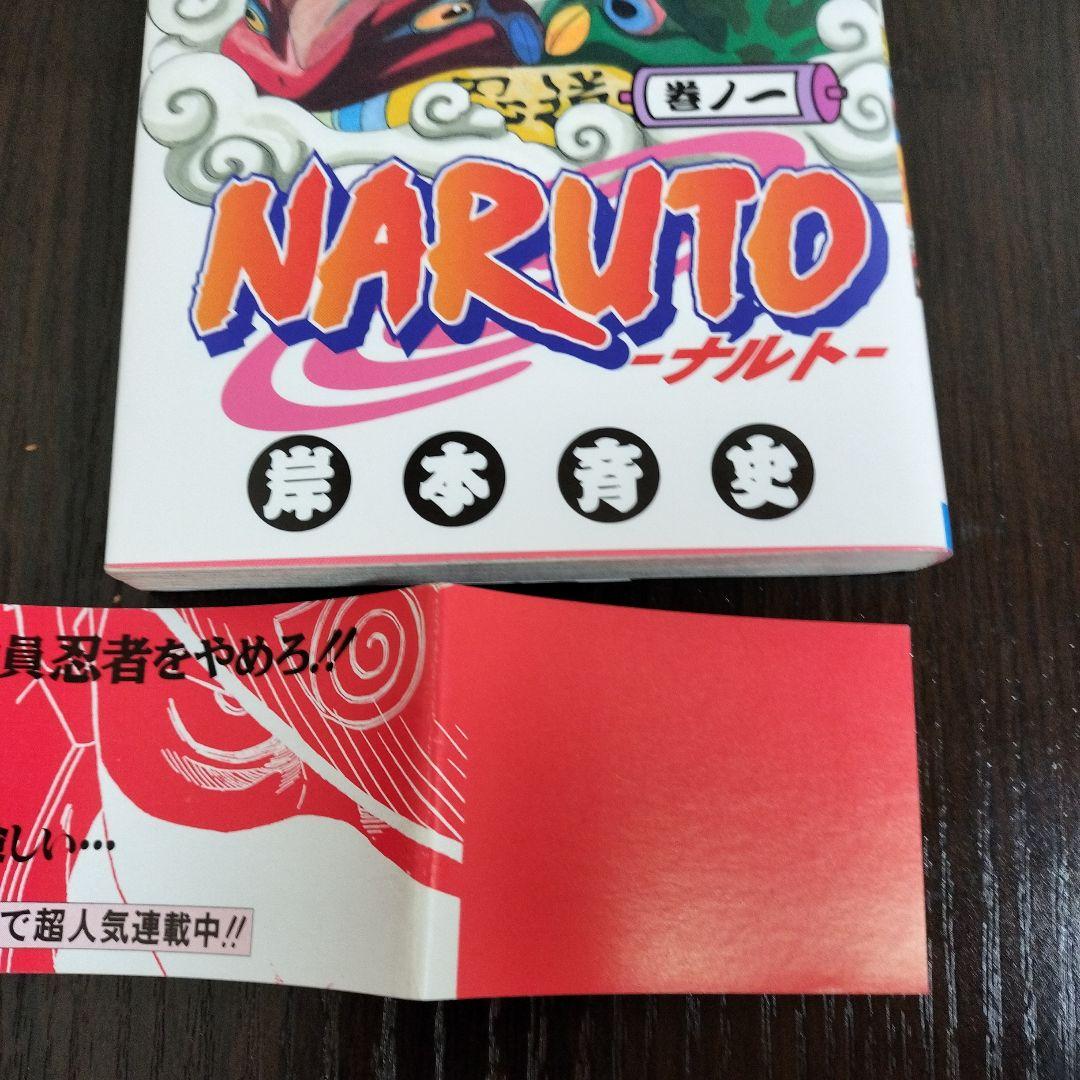 忍道
巻ノ一
NARUTO
-ナルト-
岸本斉史
員忍者をやめろ!!
しい…
で超人気連載中!!